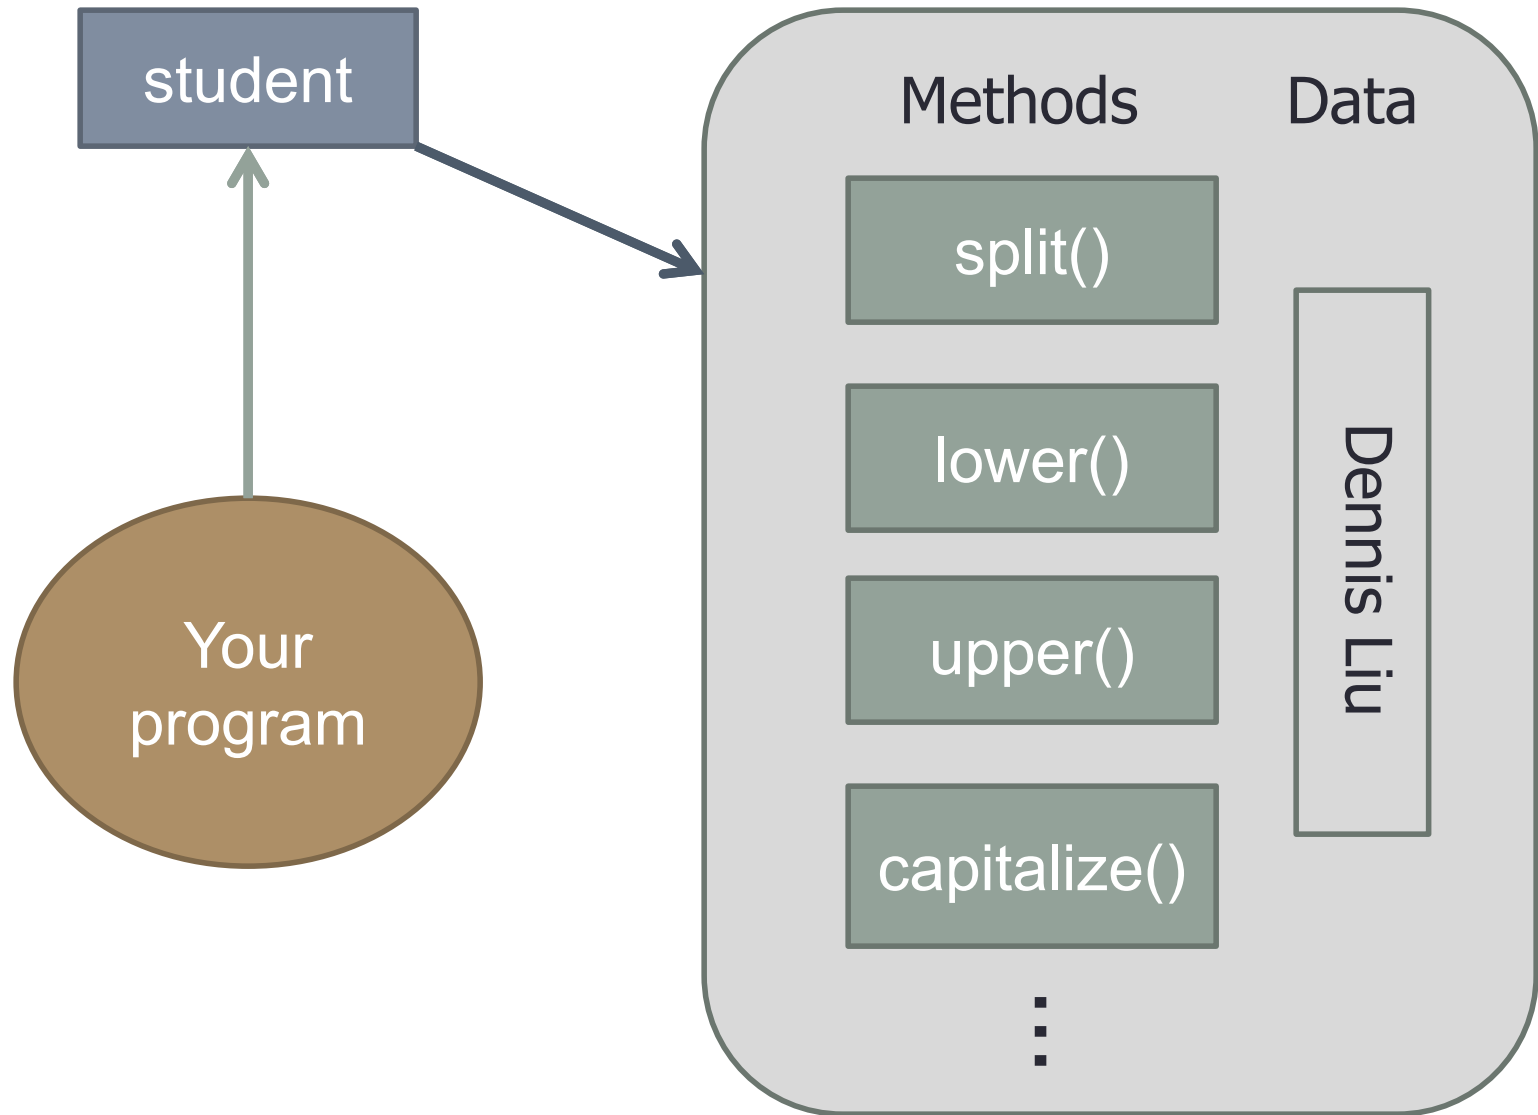 student
Your
program
Methods
Data
split()
lower()
upper()
capitalize()
⋮
Dennis Liu